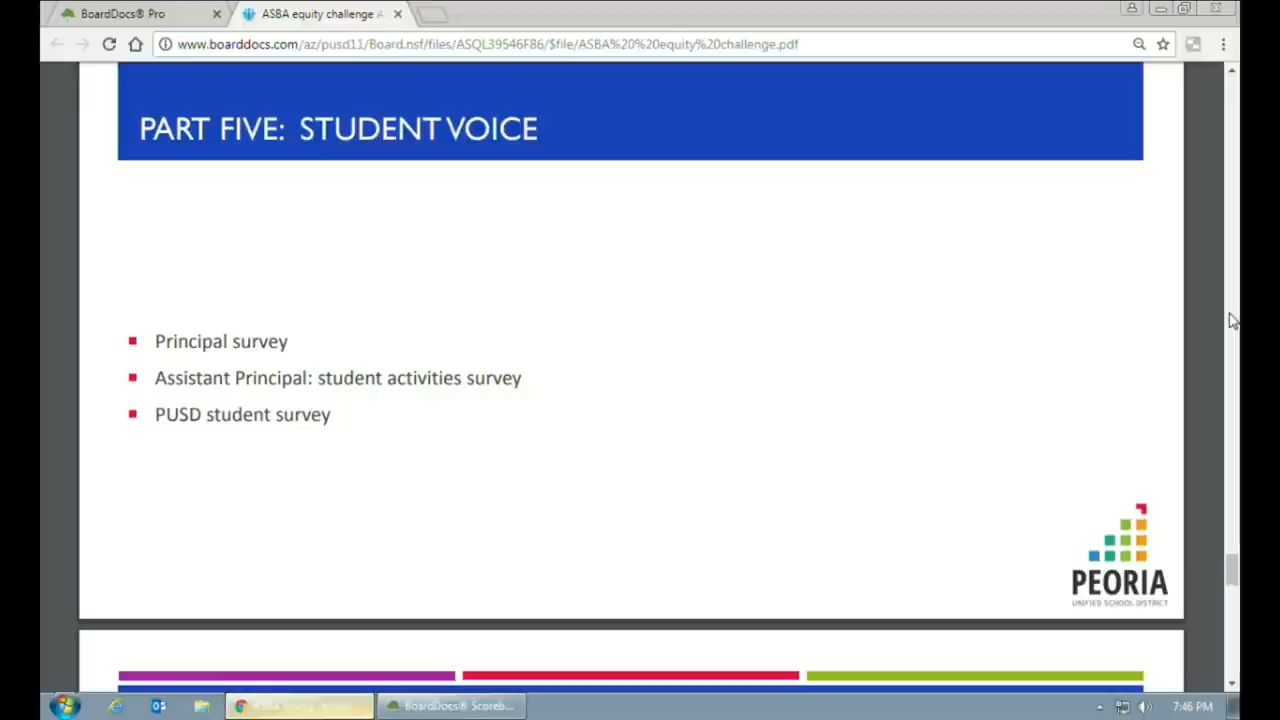 BoardDocs® Pro
ASBA equity challenge A
www.boarddocs.com/az/pusd11/Board.nsf/files/ASQL39546F86/$file/ASBA%20%20equity%20challenge.pdf
PART FIVE: STUDENT VOICE
Principal survey
Assistant Principal: student activities survey
PUSD student survey
PEORIA
UNIFIED SCHOOL DISTRICT
BoardDocs® Scoreb...
7:46 PM